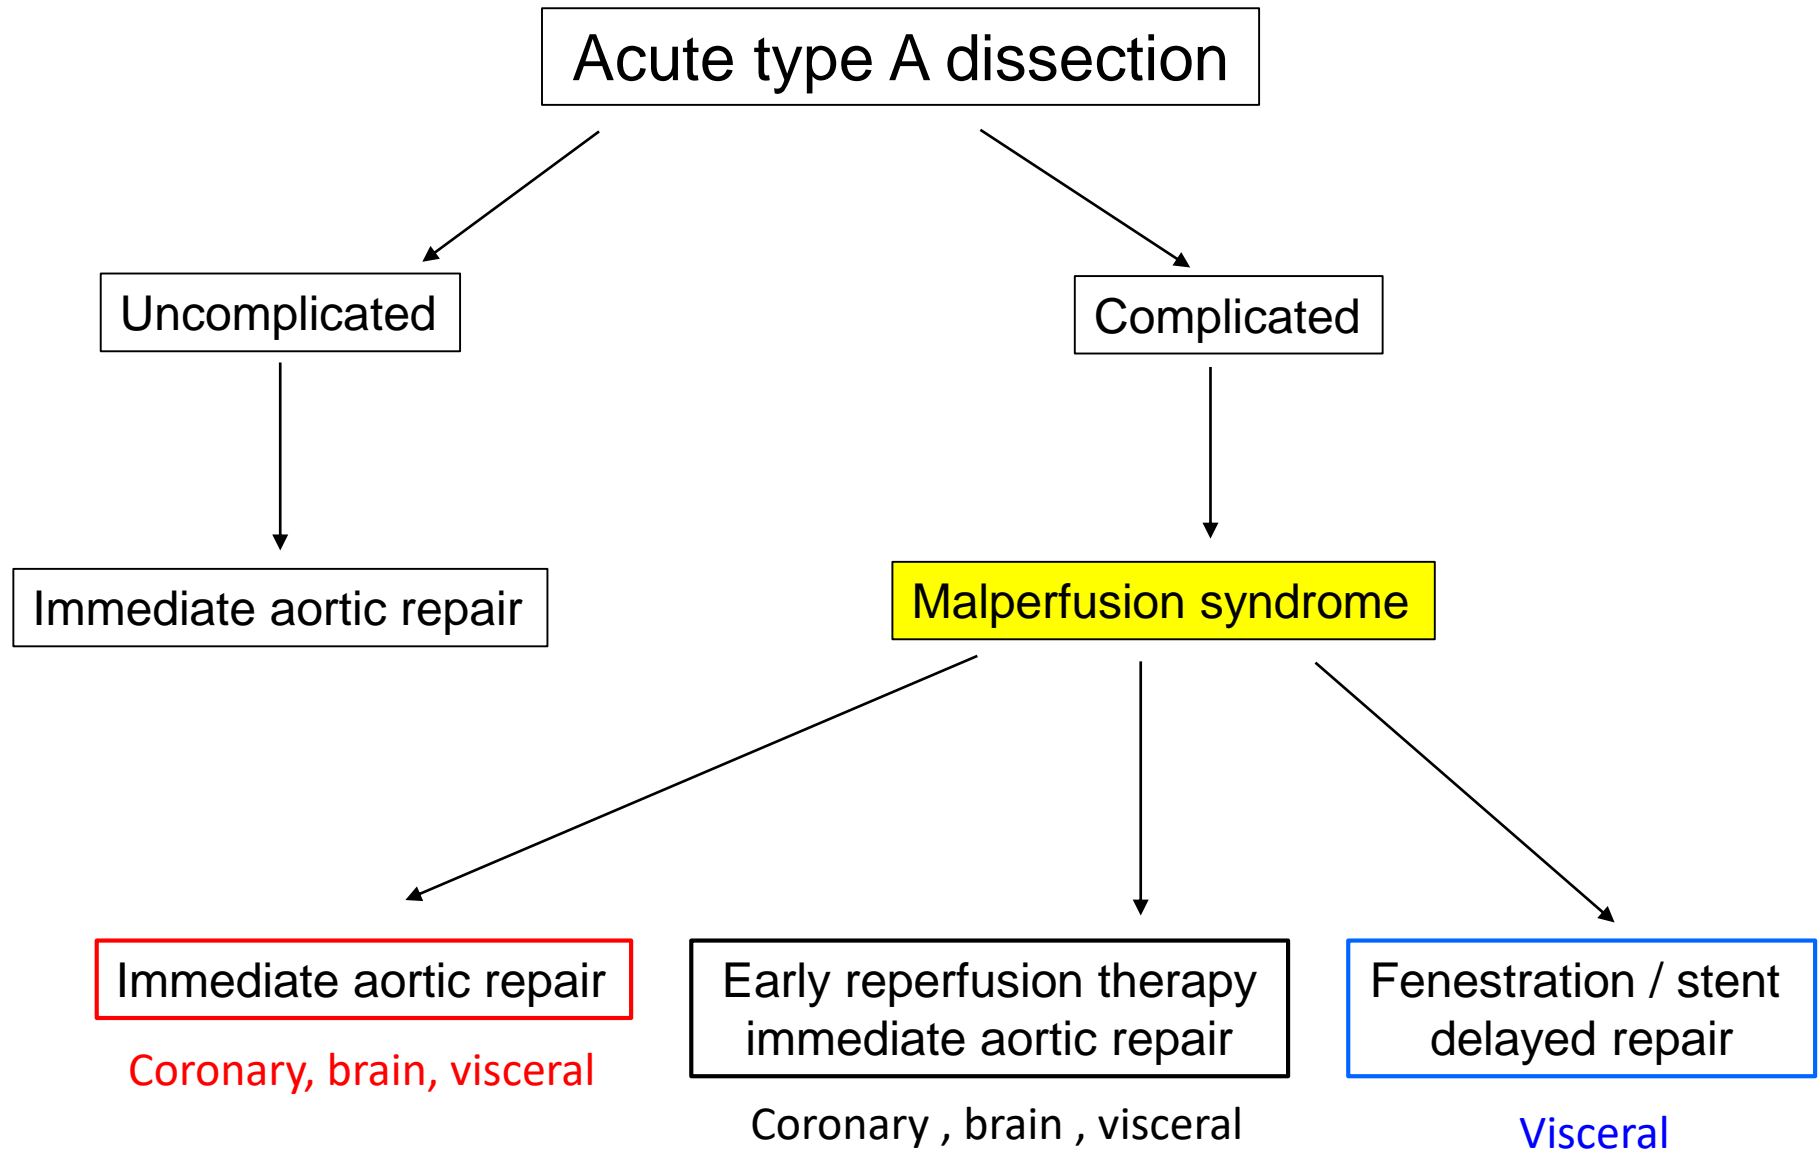 Acute type A dissection
Uncomplicated
Complicated
Immediate aortic repair
Malperfusion syndrome
Immediate aortic repair
Coronary, brain, visceral
Early reperfusion therapy
immediate aortic repair
Coronary , brain , visceral
Fenestration / stent
delayed repair
Visceral